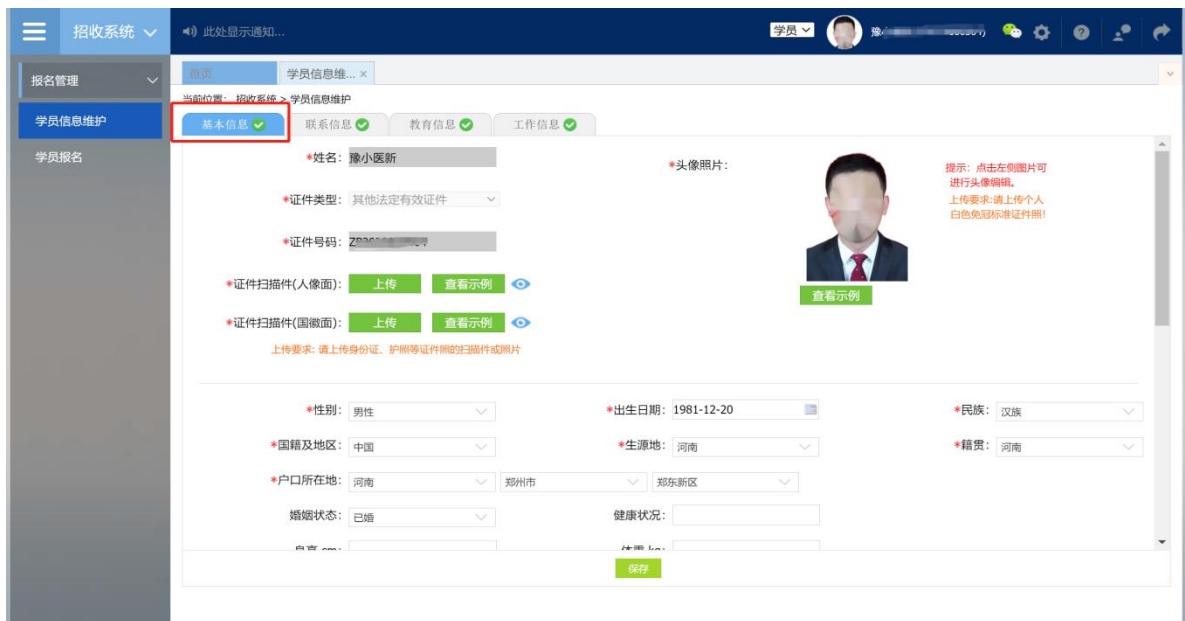 招收系统
此处显示通知...
学员
报名管理
学员信息维护
学员报名
首页
学员信息维... ×
当前位置: 招收系统 > 学员信息维护
基本信息
联系信息
教育信息
工作信息
*姓名: 豫小医新
*头像照片:
提示: 点击左侧图片可
进行头像编辑。
上传要求:请上传个人
白色免冠标准证件照!
*证件类型: 其他法定有效证件
*证件号码:
*证件扫描件(人像面): 上传 查看示例
查看示例
*证件扫描件(国徽面): 上传 查看示例
上传要求: 请上传身份证、护照等证件照的扫描件或照片
*性别: 男性 *出生日期: 1981-12-20 *民族: 汉族
*国籍及地区: 中国 *生源地: 河南 *籍贯: 河南
*户口所在地: 河南 郑州市 郑东新区
婚姻状态: 已婚 健康状况:
身高 cm: 体重 kg:
保存